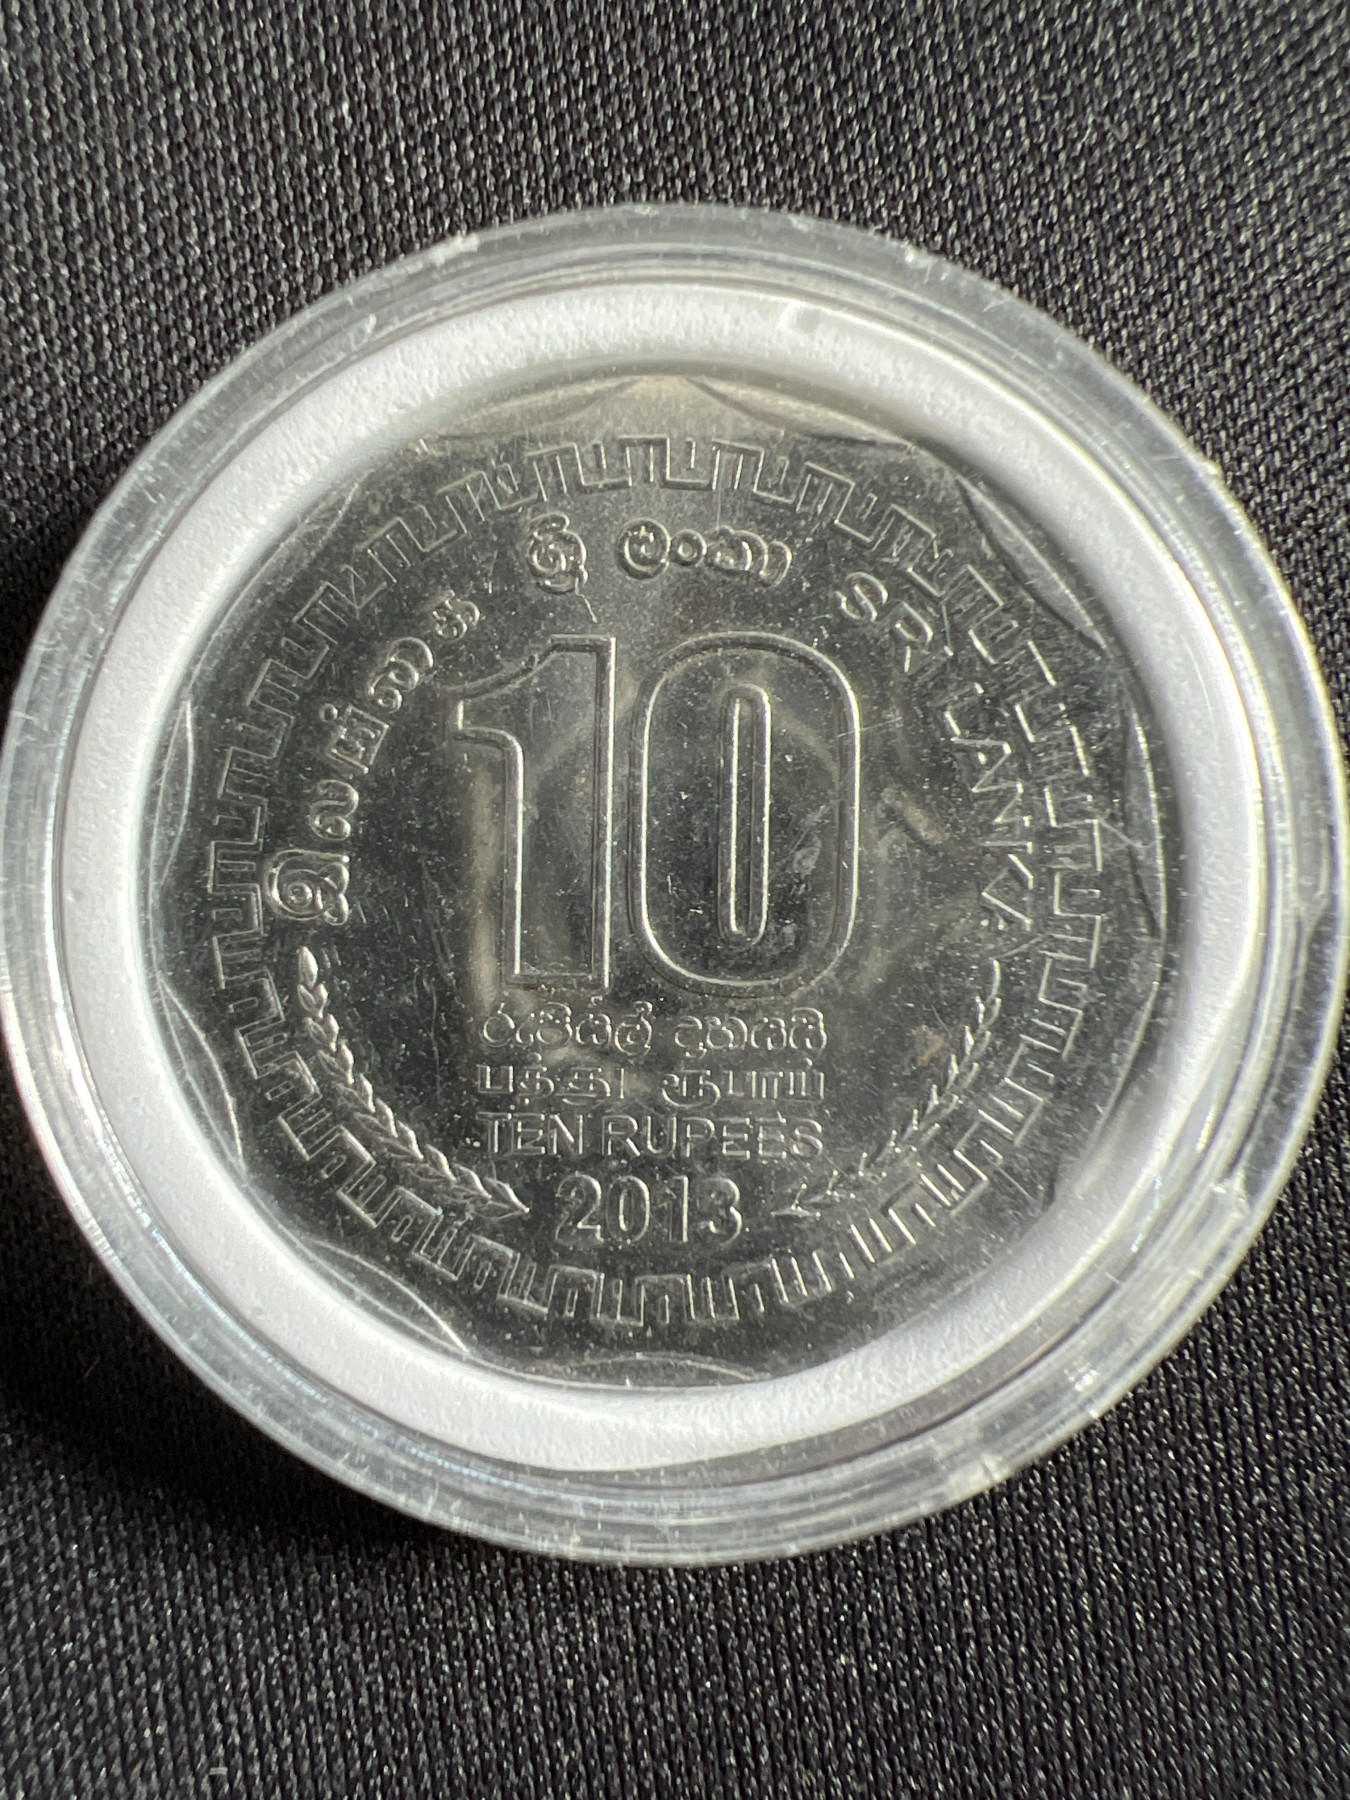 இலங்கை
ශ්‍රී ලංකා
SRI LANKA
10
රුපියල් දහයයි
பத்து ரூபாய்
TEN RUPEES
2013